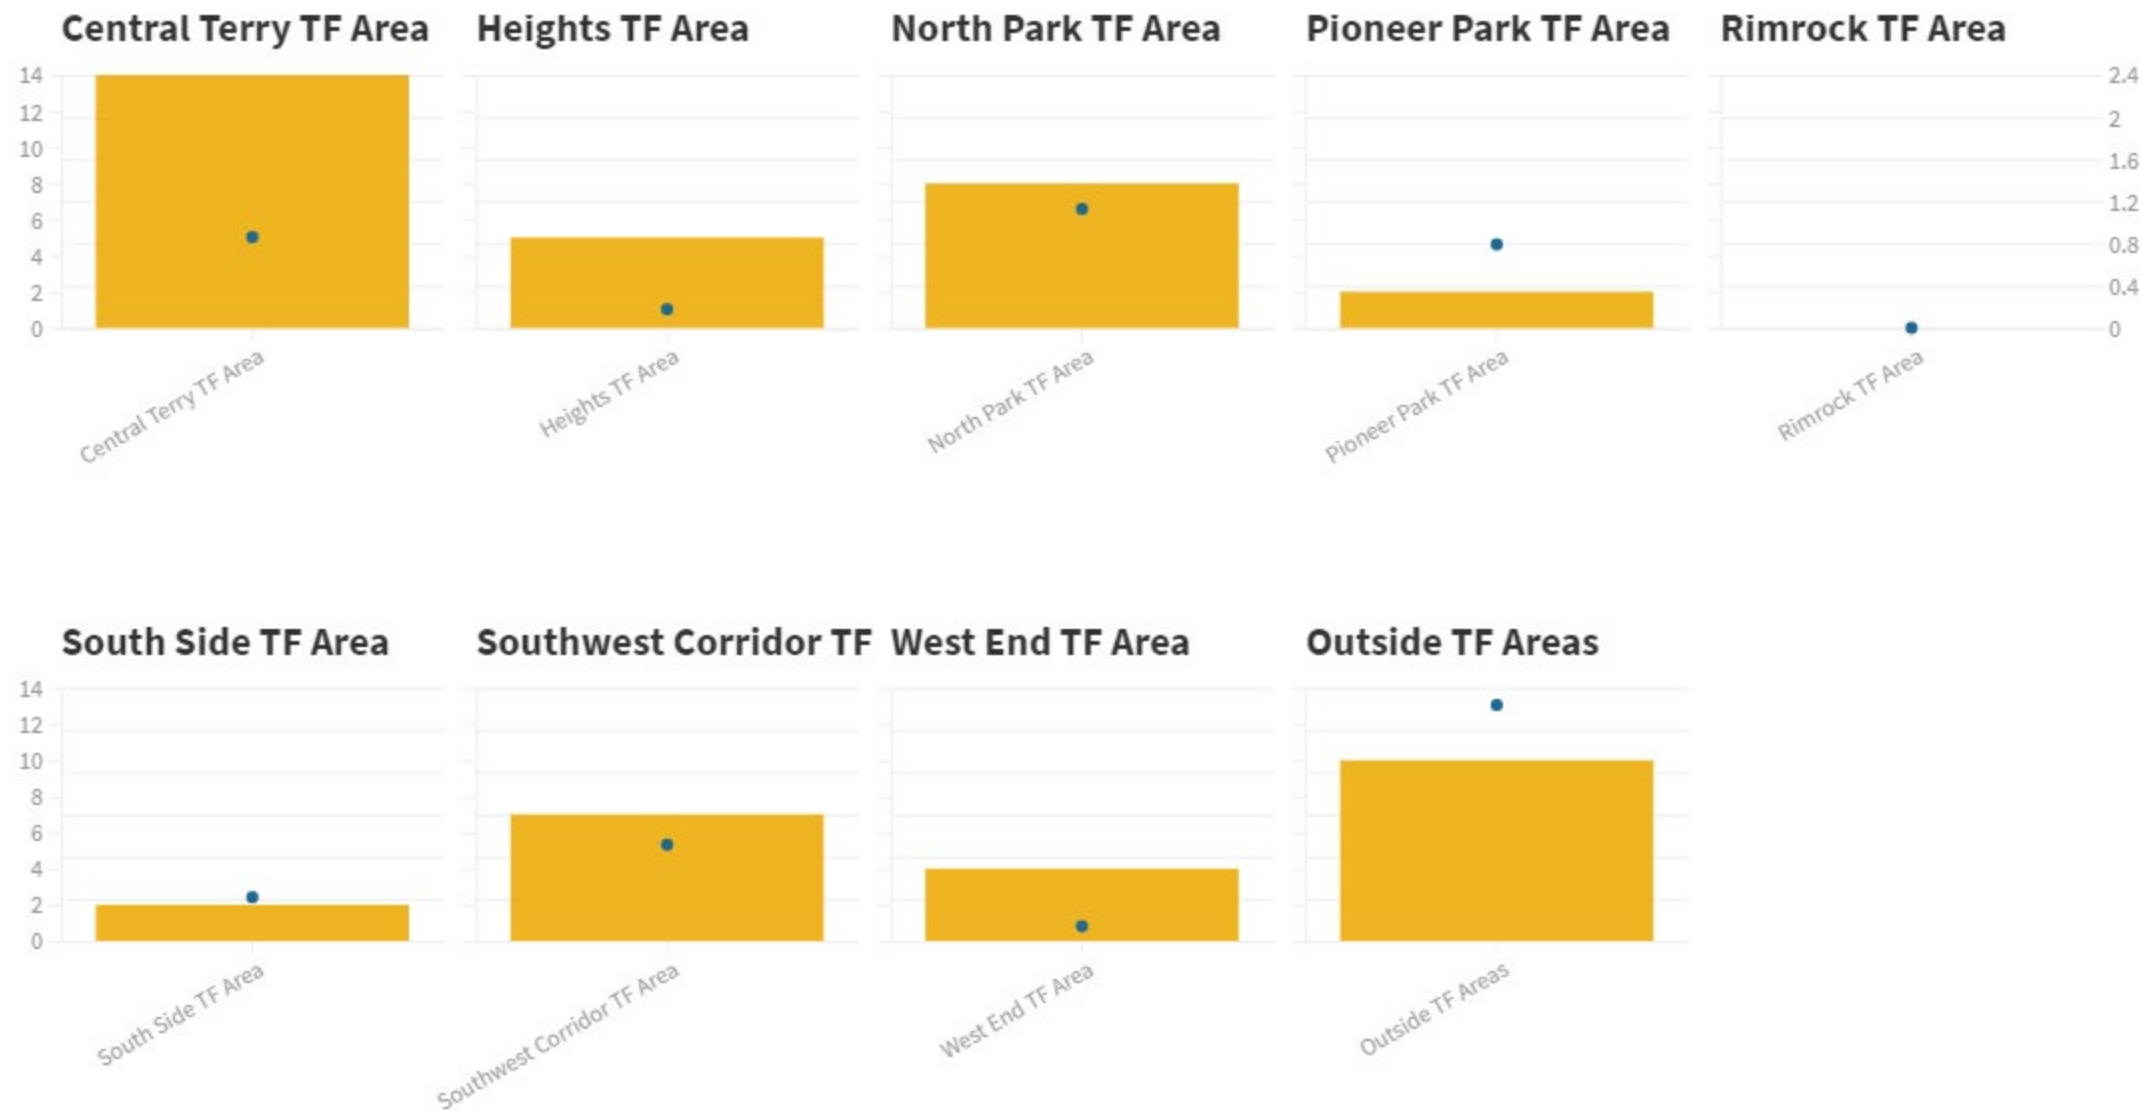 Central Terry TF Area
Heights TF Area
North Park TF Area
Pioneer Park TF Area
Rimrock TF Area
14
12
10
8
6
4
2
0
2.4
2
1.6
1.2
0.8
0.4
0
Central Terry TF Area
Heights TF Area
North Park TF Area
Pioneer Park TF Area
Rimrock TF Area
South Side TF Area
Southwest Corridor TF
West End TF Area
Outside TF Areas
14
12
10
8
6
4
2
0
South Side TF Area
Southwest Corridor TF Area
West End TF Area
Outside TF Areas